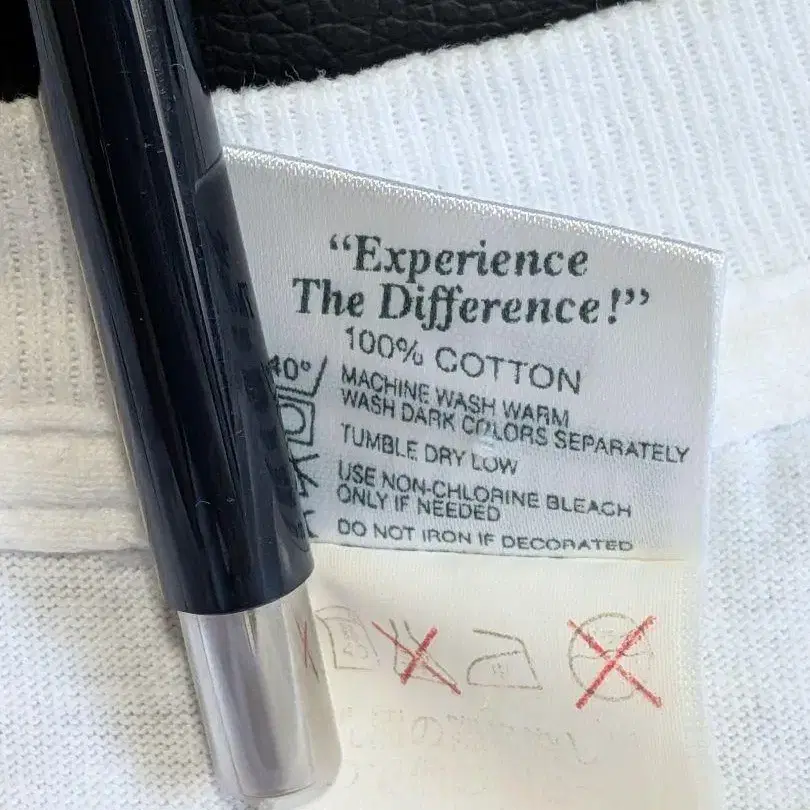 “Experience
The Difference!”
100% COTTON
40°
MACHINE WASH WARM
WASH DARK COLORS SEPARATELY
TUMBLE DRY LOW
USE NON-CHLORINE BLEACH
ONLY IF NEEDED
DO NOT IRON IF DECORATED